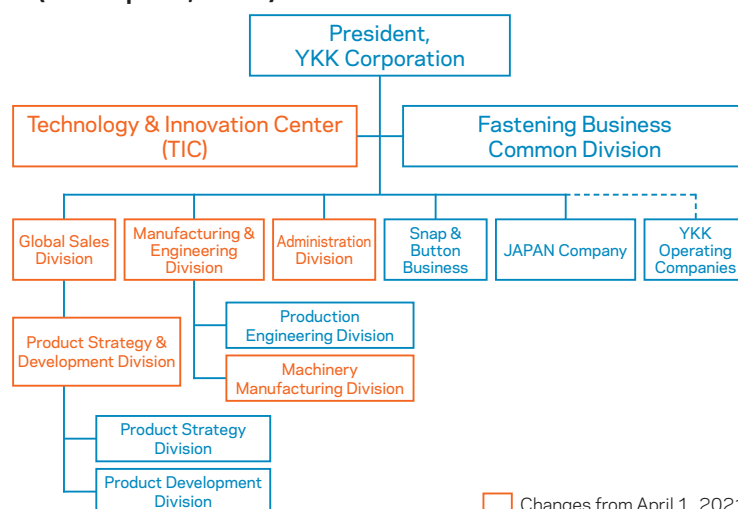 President,
YKK Corporation
Technology & Innovation Center
(TIC)
Fastening Business
Common Division
Global Sales
Division
Manufacturing &
Engineering
Division
Administration
Division
Snap &
Button
Business
JAPAN Company
YKK
Operating
Companies
Production
Engineering Division
Product Strategy &
Development Division
Machinery
Manufacturing Division
Product Strategy
Division
Product Development
Division
Changes from April 1, 2021